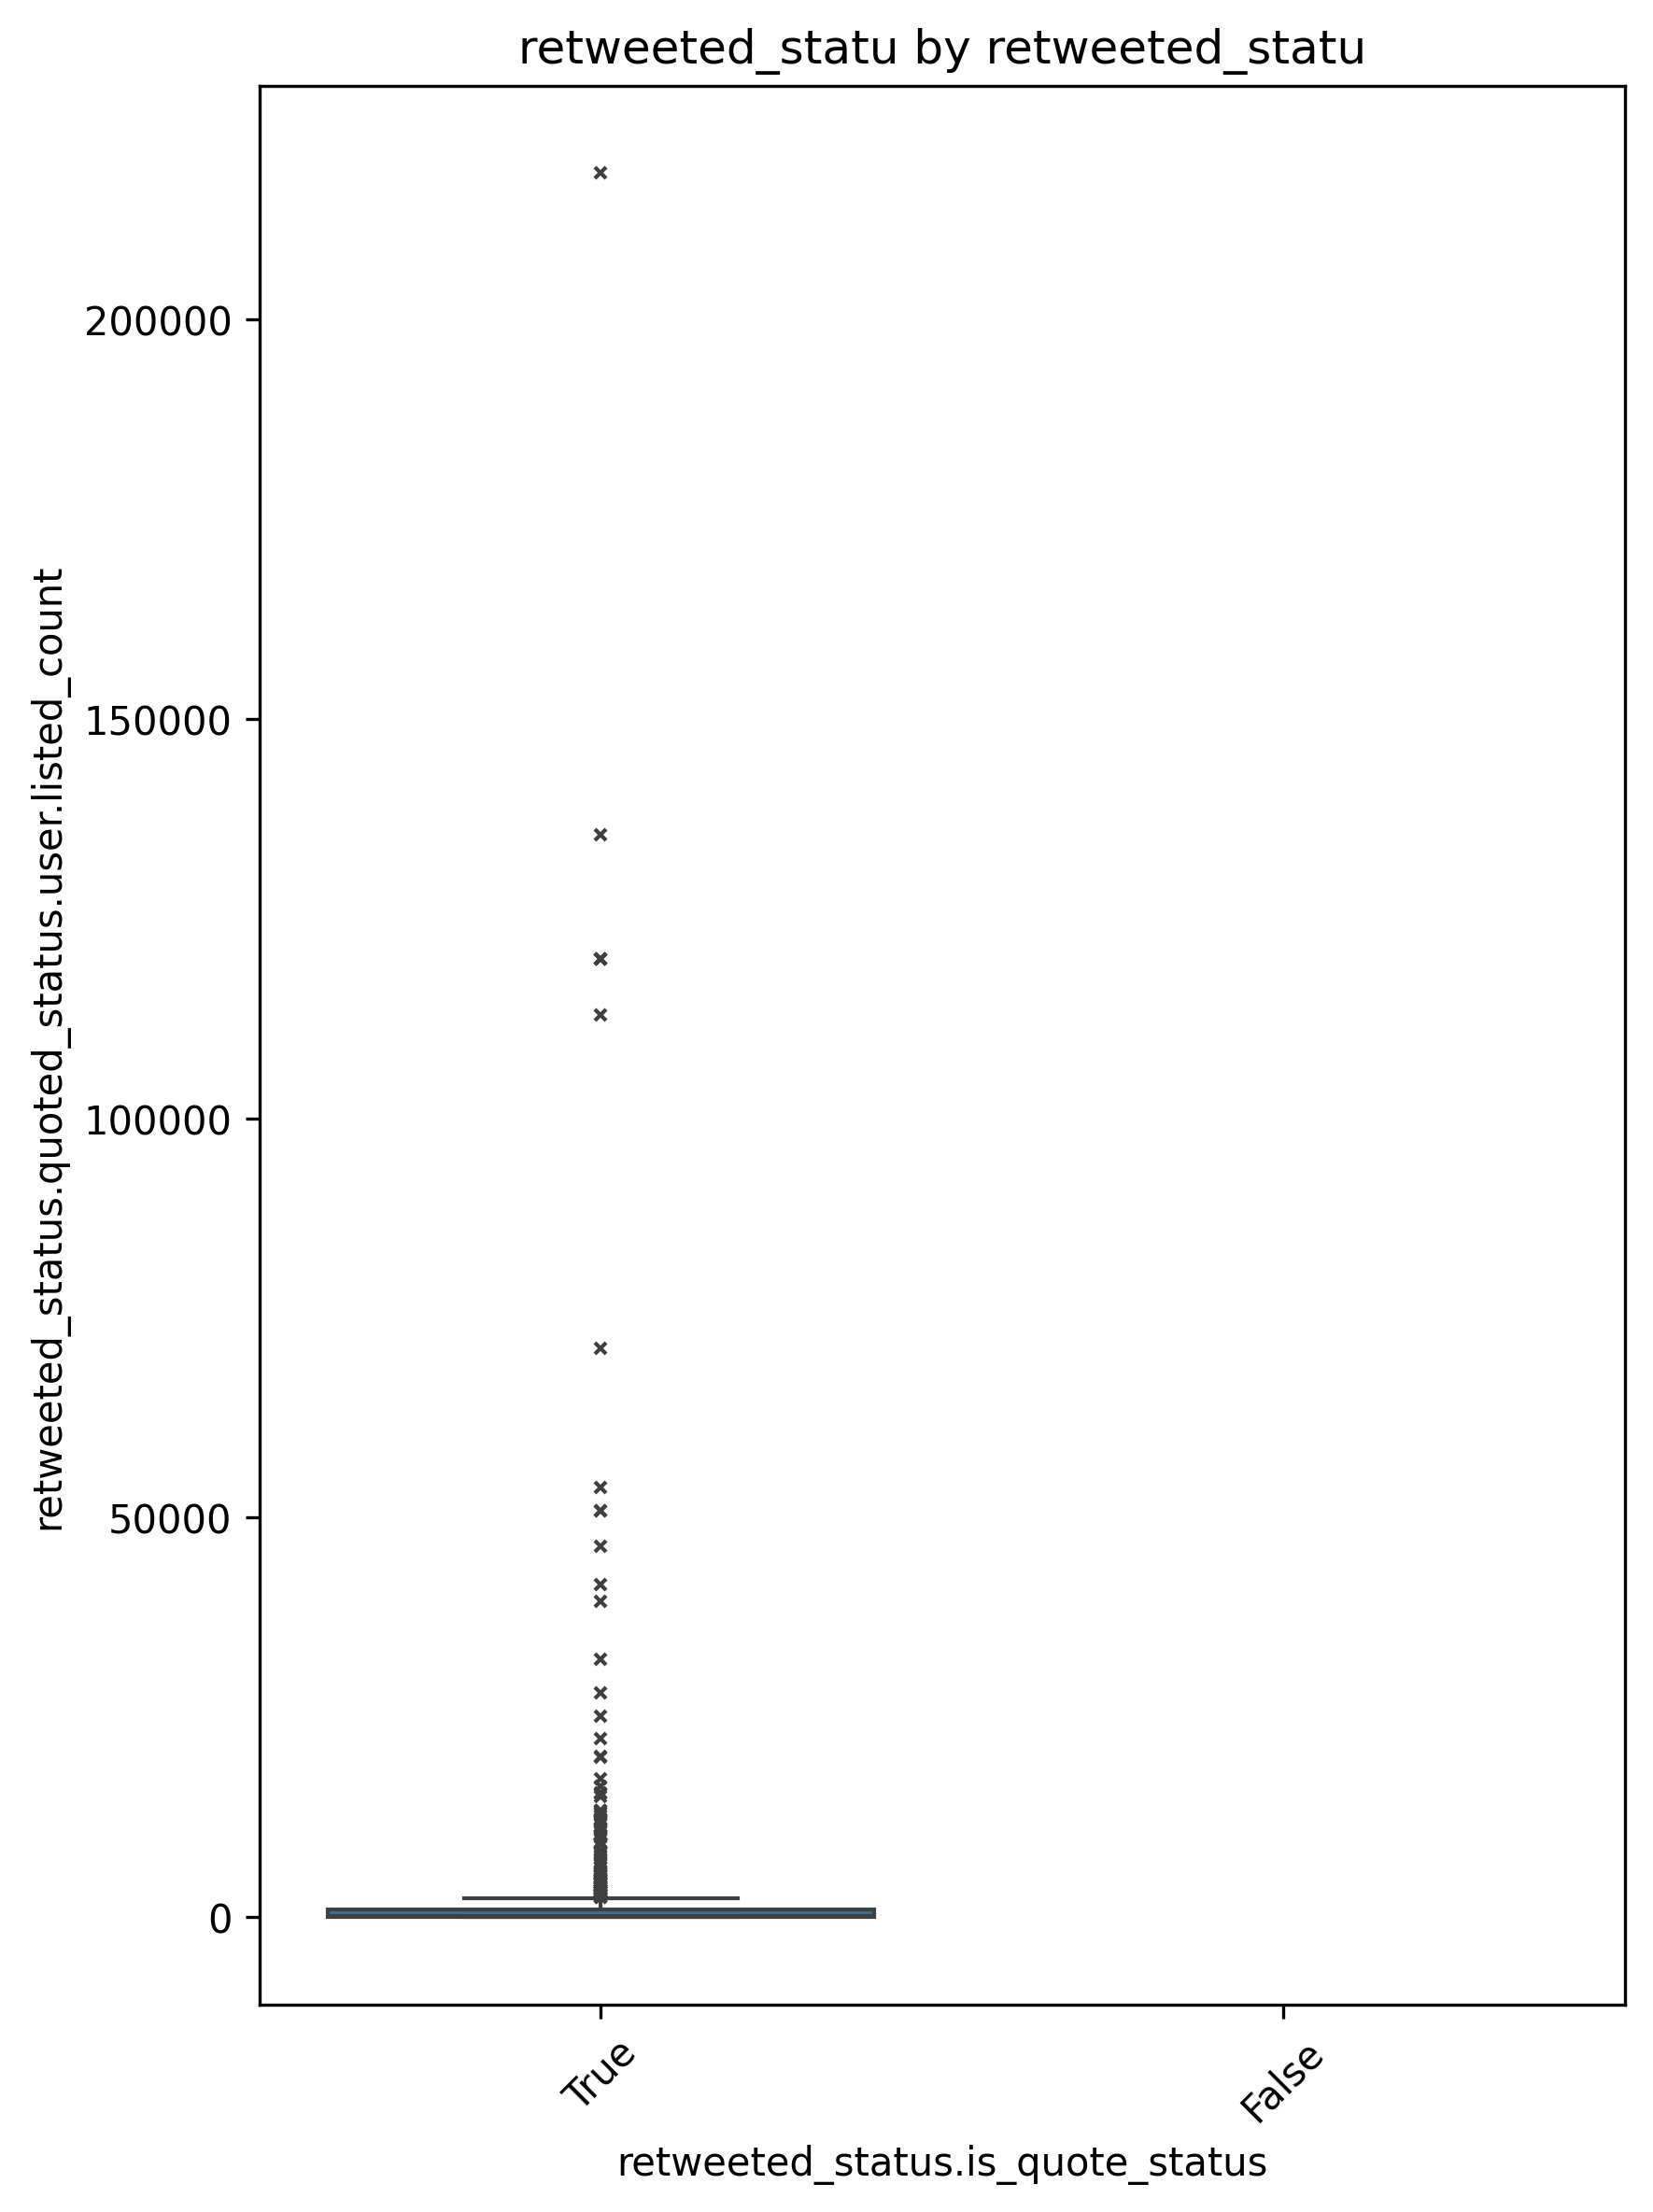 retweeted_statu by retweeted_statu
retweeted_status.quoted_status.user.listed_count
200000
150000
100000
50000
0
True
False
retweeted_status.is_quote_status